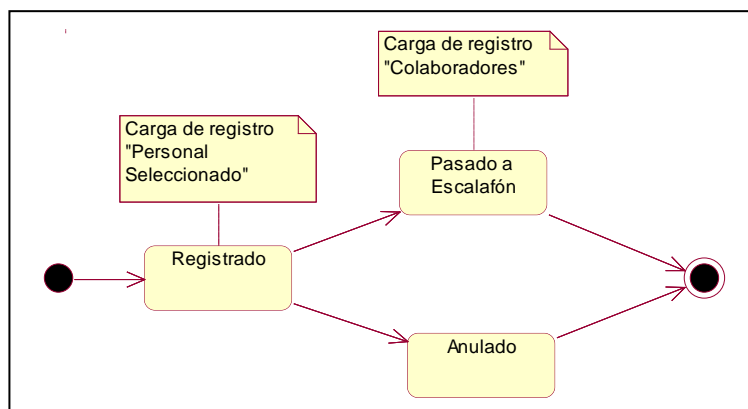 Carga de registro
"Colaboradores"
Carga de registro
"Personal
Seleccionado"
Pasado a
Escalafón
Registrado
Anulado